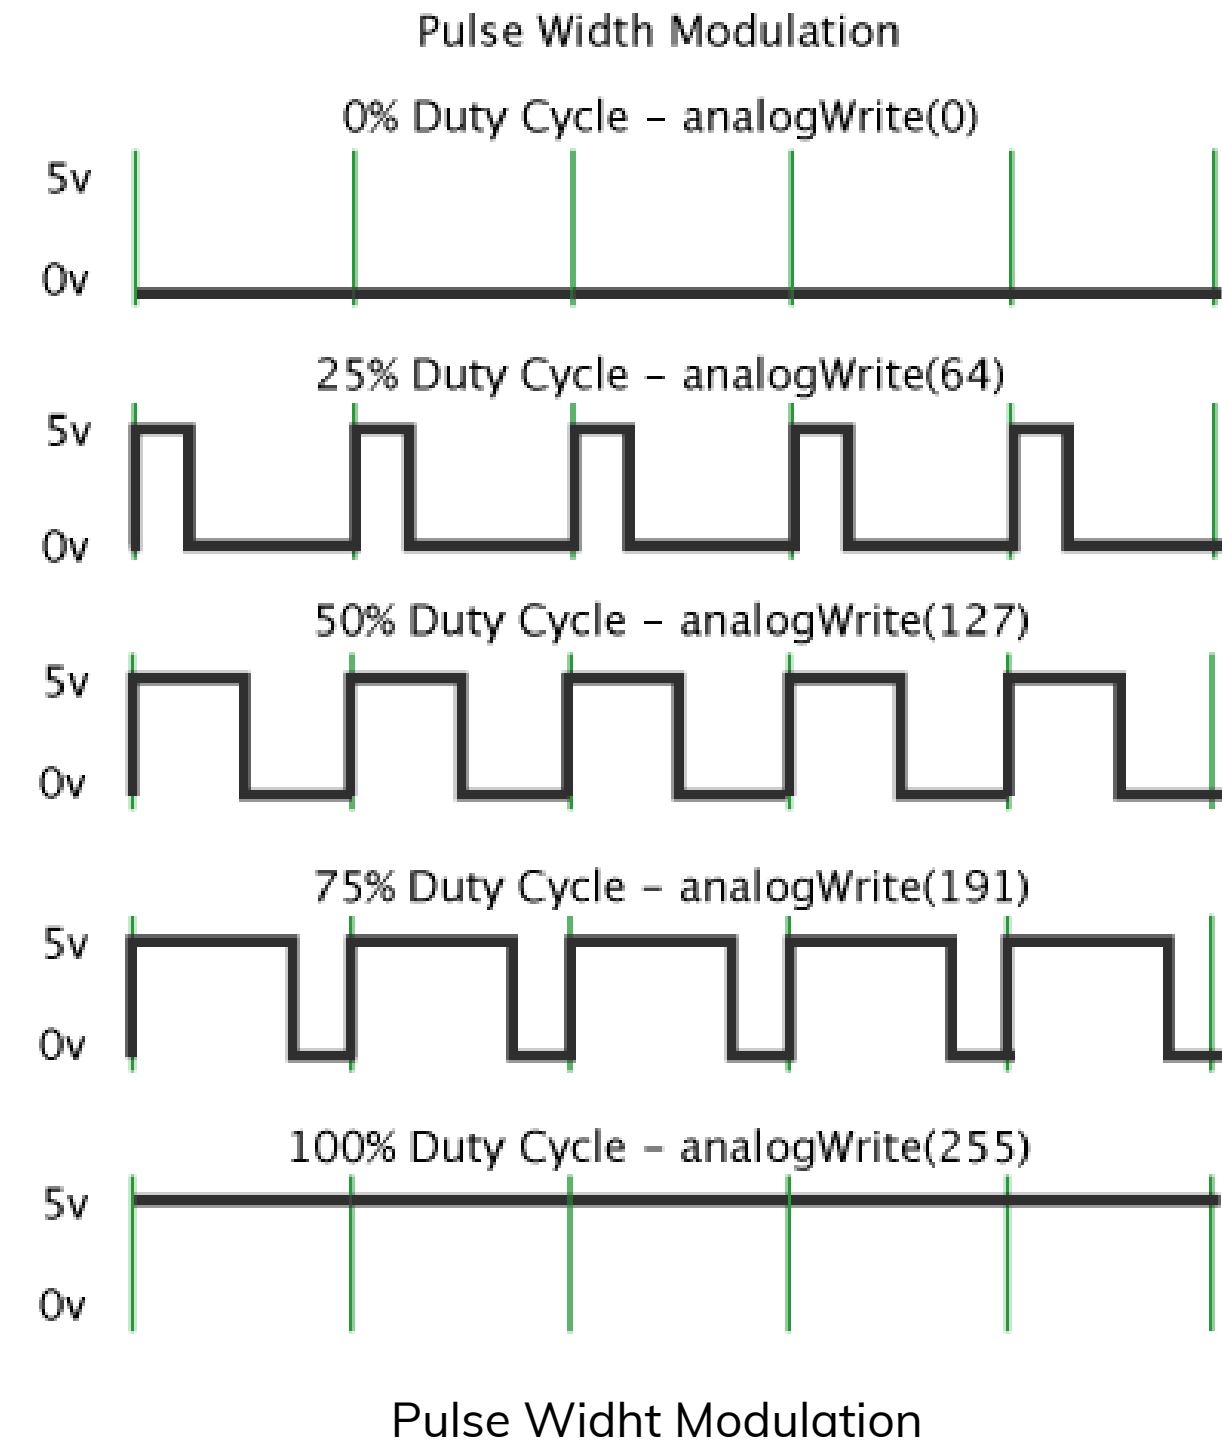 Pulse Width Modulation
0% Duty Cycle – analogWrite(0)
5v
0v
25% Duty Cycle – analogWrite(64)
5v
0v
50% Duty Cycle – analogWrite(127)
5v
0v
75% Duty Cycle – analogWrite(191)
5v
0v
100% Duty Cycle – analogWrite(255)
5v
0v
Pulse Widht Modulation